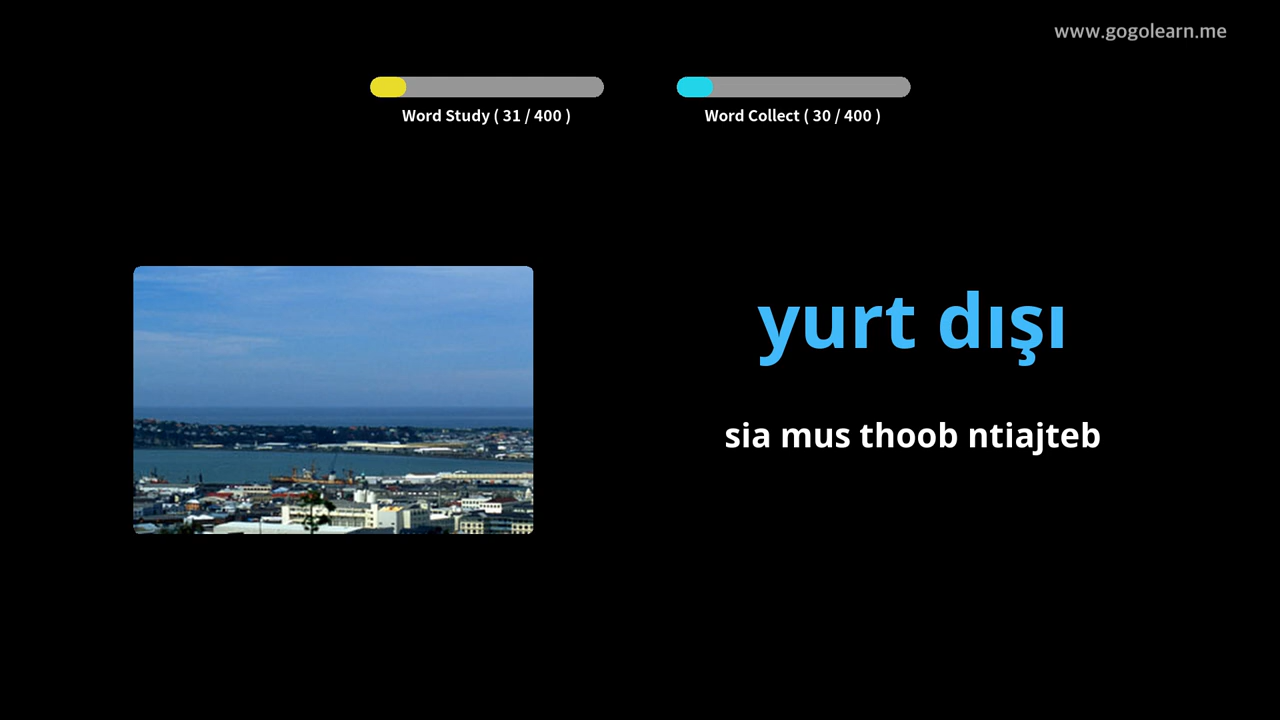 www.gogolearn.me
Word Study ( 31 / 400 )
Word Collect ( 30 / 400 )
yurt dışı
sia mus thoob ntiajteb